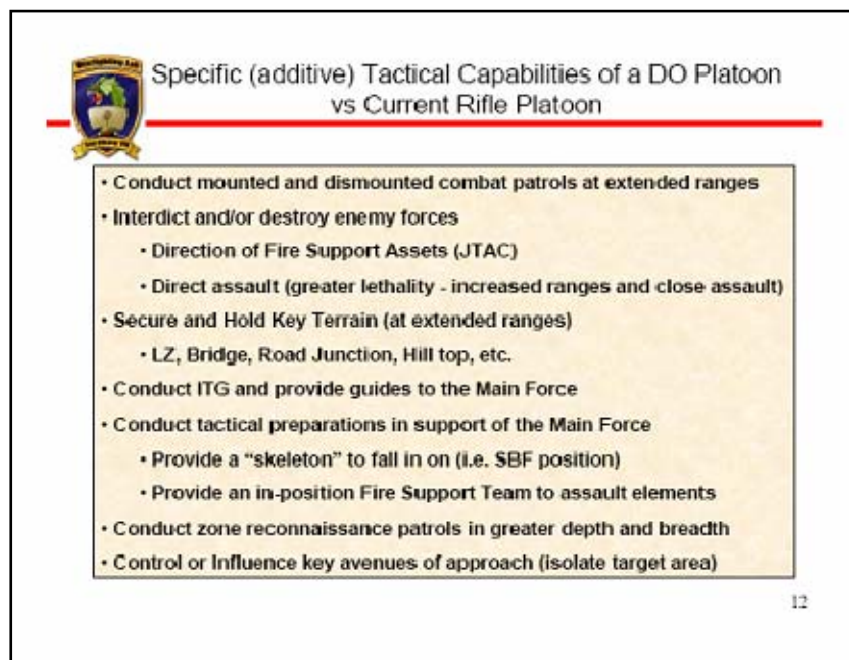 Specific (additive) Tactical Capabilities of a DO Platoon
vs Current Rifle Platoon
• Conduct mounted and dismounted combat patrols at extended ranges
• Interdict and/or destroy enemy forces
• Direction of Fire Support Assets (JTAC)
• Direct assault (greater lethality - increased ranges and close assault)
• Secure and Hold Key Terrain (at extended ranges)
• LZ, Bridge, Road Junction, Hill top, etc.
• Conduct ITG and provide guides to the Main Force
• Conduct tactical preparations in support of the Main Force
• Provide a “skeleton” to fall in on (i.e. SBF position)
• Provide an in-position Fire Support Team to assault elements
• Conduct zone reconnaissance patrols in greater depth and breadth
• Control or Influence key avenues of approach (isolate target area)
12